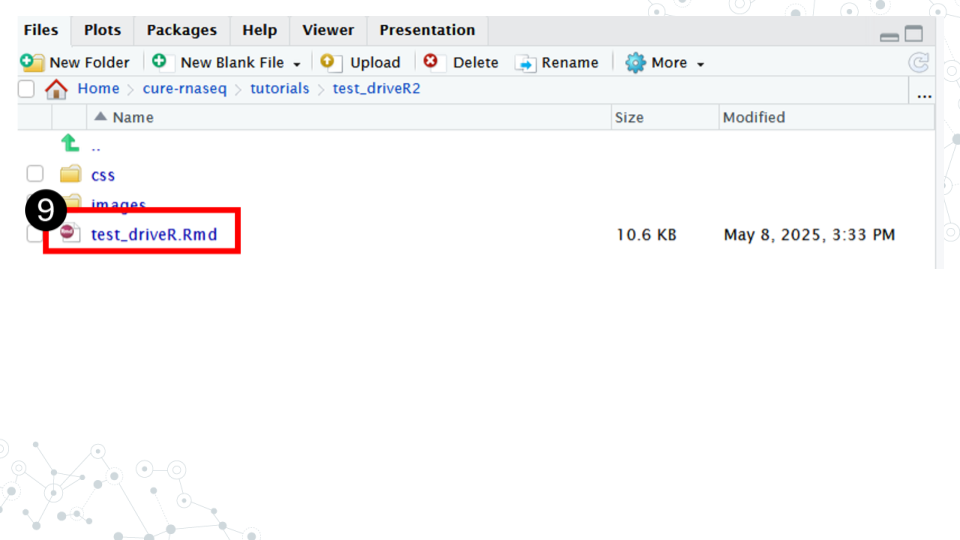 Files Plots Packages Help Viewer Presentation
New Folder New Blank File Upload Delete Rename More
Home cure-rnaseq tutorials test_driveR2 ...
Name Size Modified
..
css
images
9
test_driveR.Rmd 10.6 KB May 8, 2025, 3:33 PM